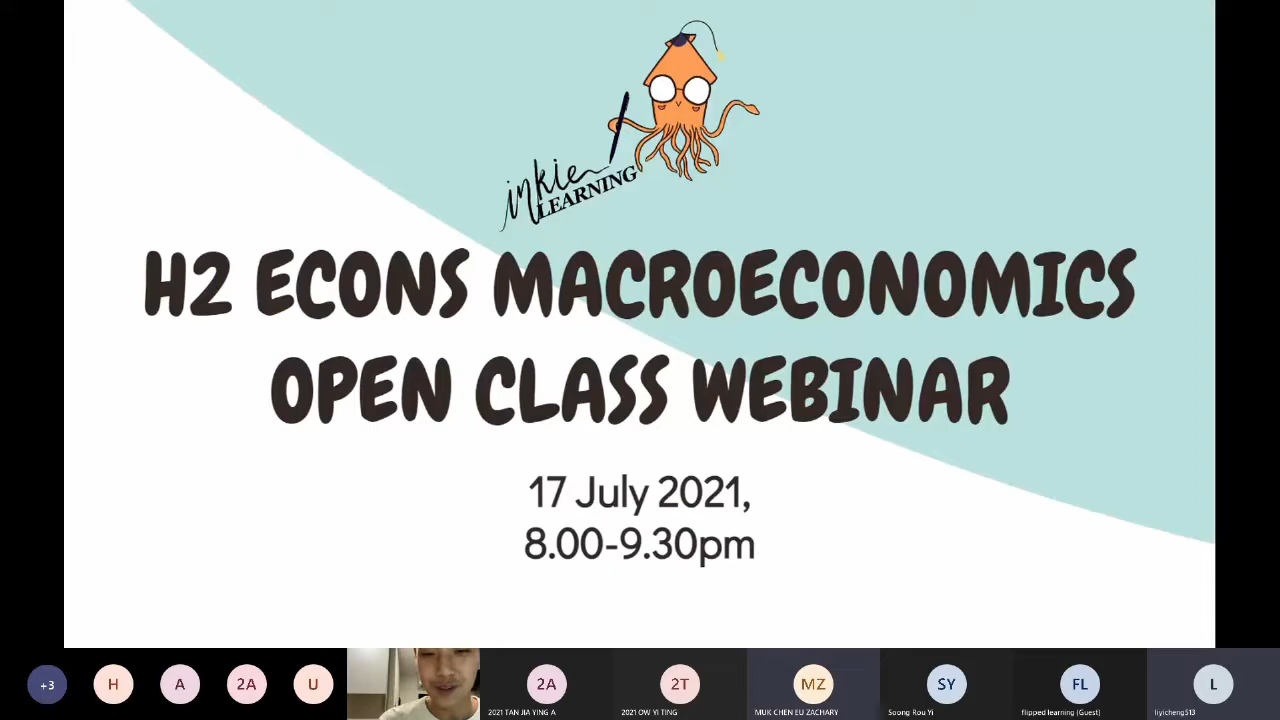 inkie
LEARNING
H2 ECONS MACROECONOMICS
OPEN CLASS WEBINAR
17 July 2021,
8.00-9.30pm
+3
H
A
2A
U
2A
2T
MZ
SY
FL
L
2021 TAN JIA YING A
2021 OW YI TING
MUK CHEN EU ZACHARY
Soong Rou Yi
flipped learning (Guest)
liyicheng513